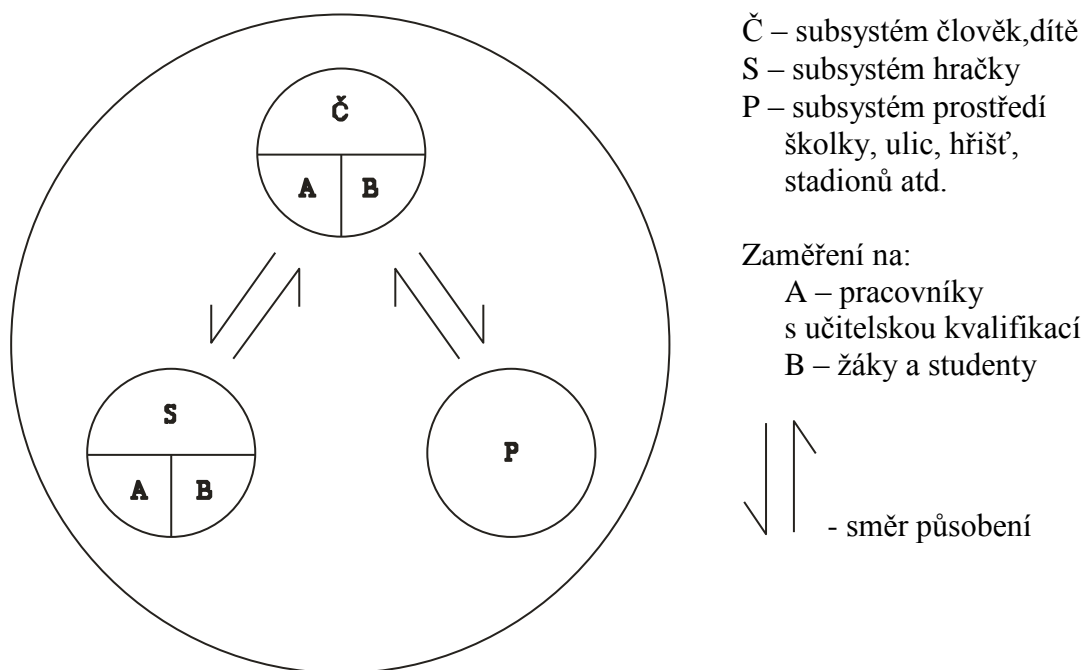 Č
A B
S
A B
P
Č – subsystém člověk,dítě
S – subsystém hračky
P – subsystém prostředí
školky, ulic, hřišť,
stadionů atd.
Zaměření na:
A – pracovníky
s učitelskou kvalifikací
B – žáky a studenty
- směr působení